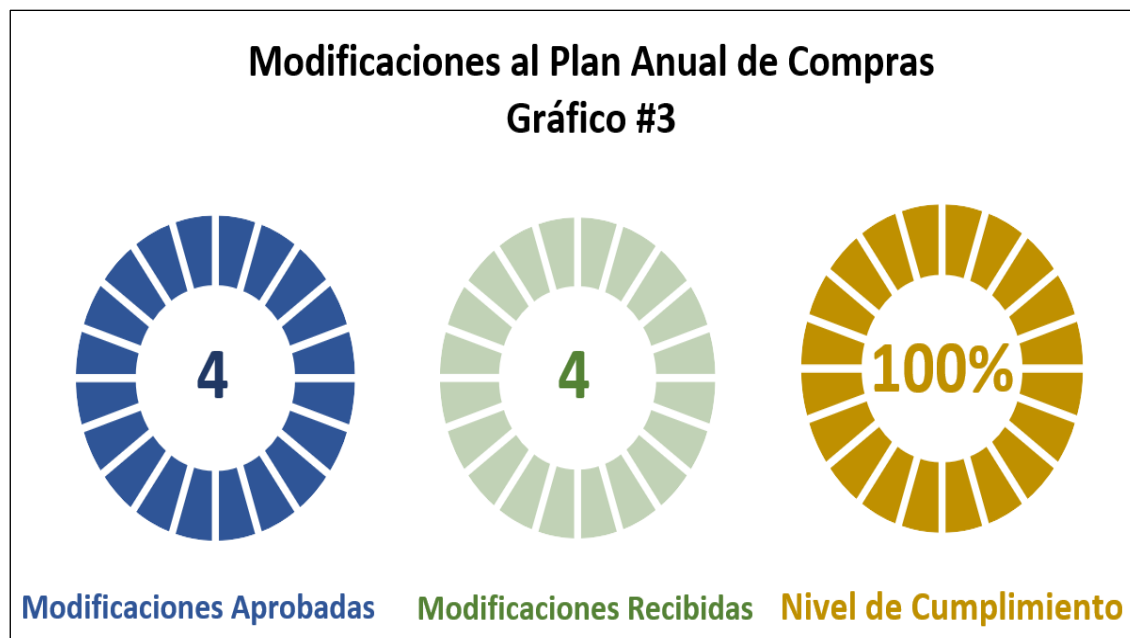 Modificaciones al Plan Anual de Compras
Gráfico #3
4
4
100%
Modificaciones Aprobadas
Modificaciones Recibidas
Nivel de Cumplimiento